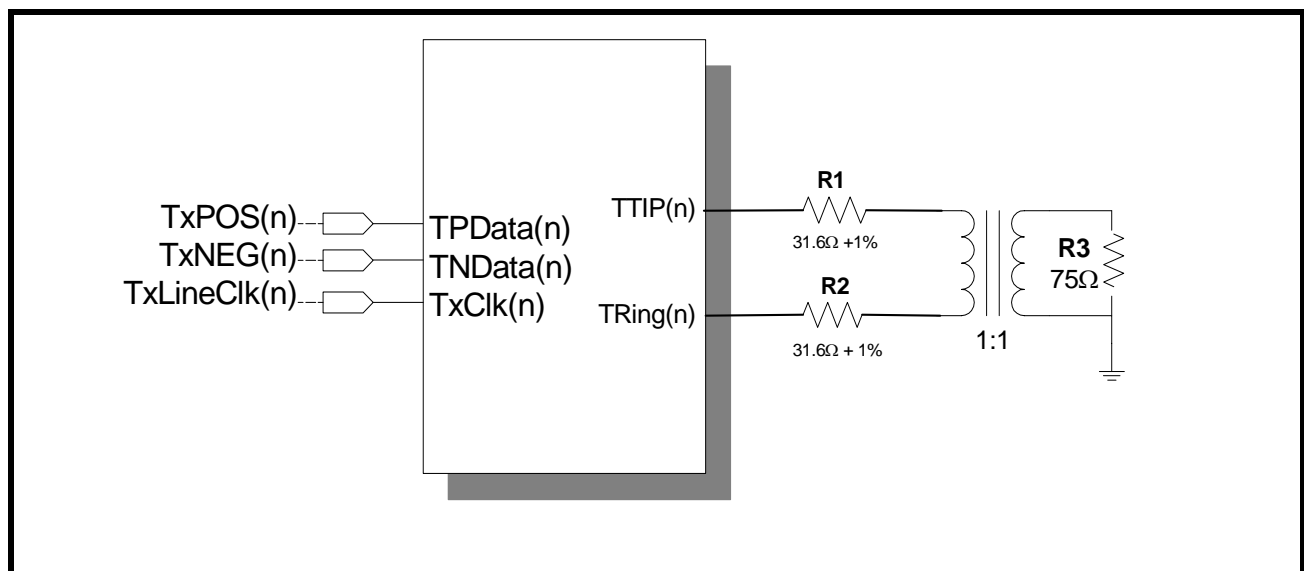 TxPOS(n)
TxNEG(n)
TxLineClk(n)
TPData(n)
TNData(n)
TxClk(n)
TTIP(n)
TRing(n)
R1
31.6Ω +1%
R2
31.6Ω + 1%
1:1
R3
75Ω